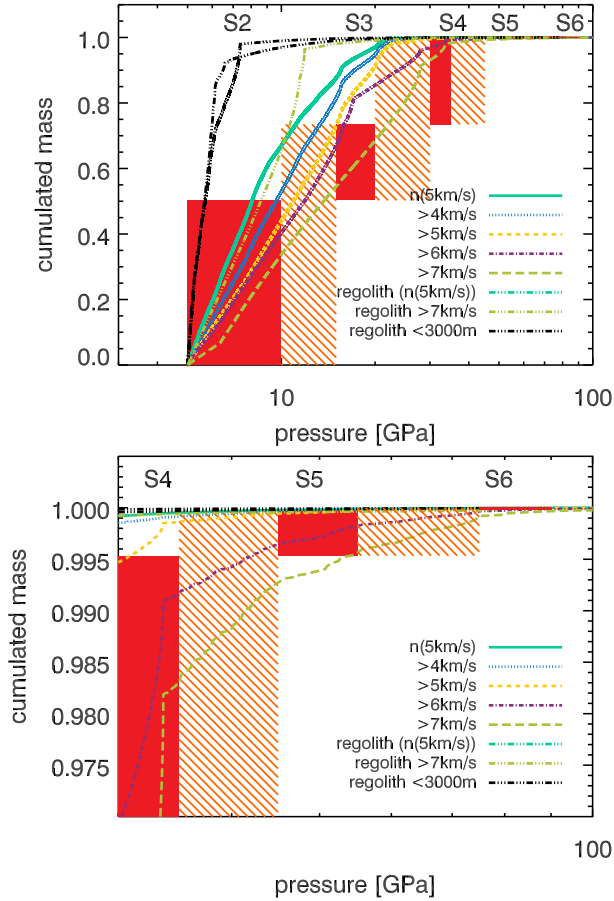 S2 S3 S4 S5 S6
1.0
0.8
0.6
0.4
0.2
0.0
cumulated mass
n(5km/s)
>4km/s
>5km/s
>6km/s
>7km/s
regolith (n(5km/s))
regolith >7km/s
regolith <3000m
10 100
pressure [GPa]
S4 S5 S6
1.000
0.995
0.990
0.985
0.980
0.975
cumulated mass
n(5km/s)
>4km/s
>5km/s
>6km/s
>7km/s
regolith (n(5km/s))
regolith >7km/s
regolith <3000m
100
pressure [GPa]